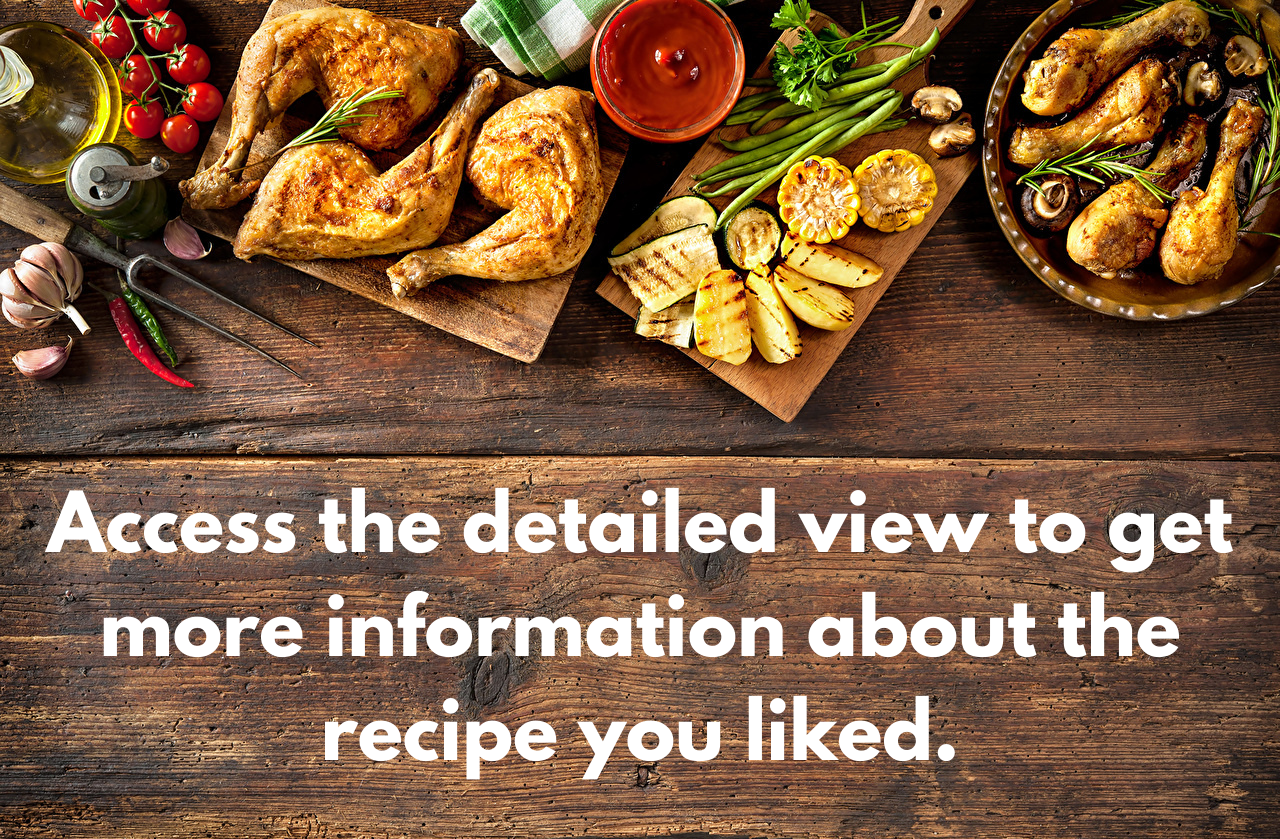 Access the detailed view to get
more information about the
recipe you liked.